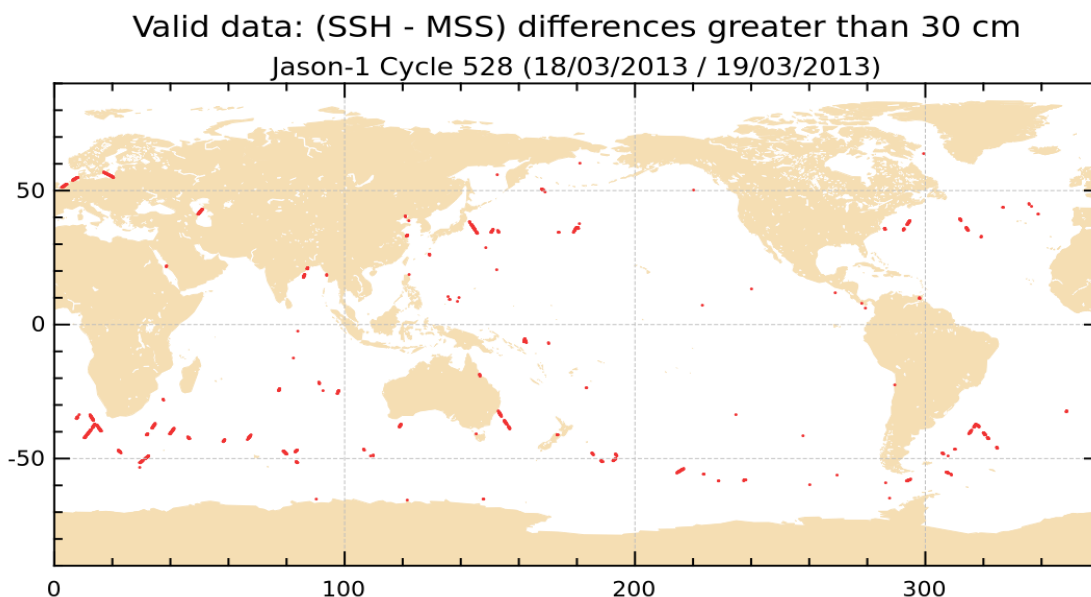 Valid data: (SSH - MSS) differences greater than 30 cm
Jason-1 Cycle 528 (18/03/2013 / 19/03/2013)
50
0
-50
0 100 200 300